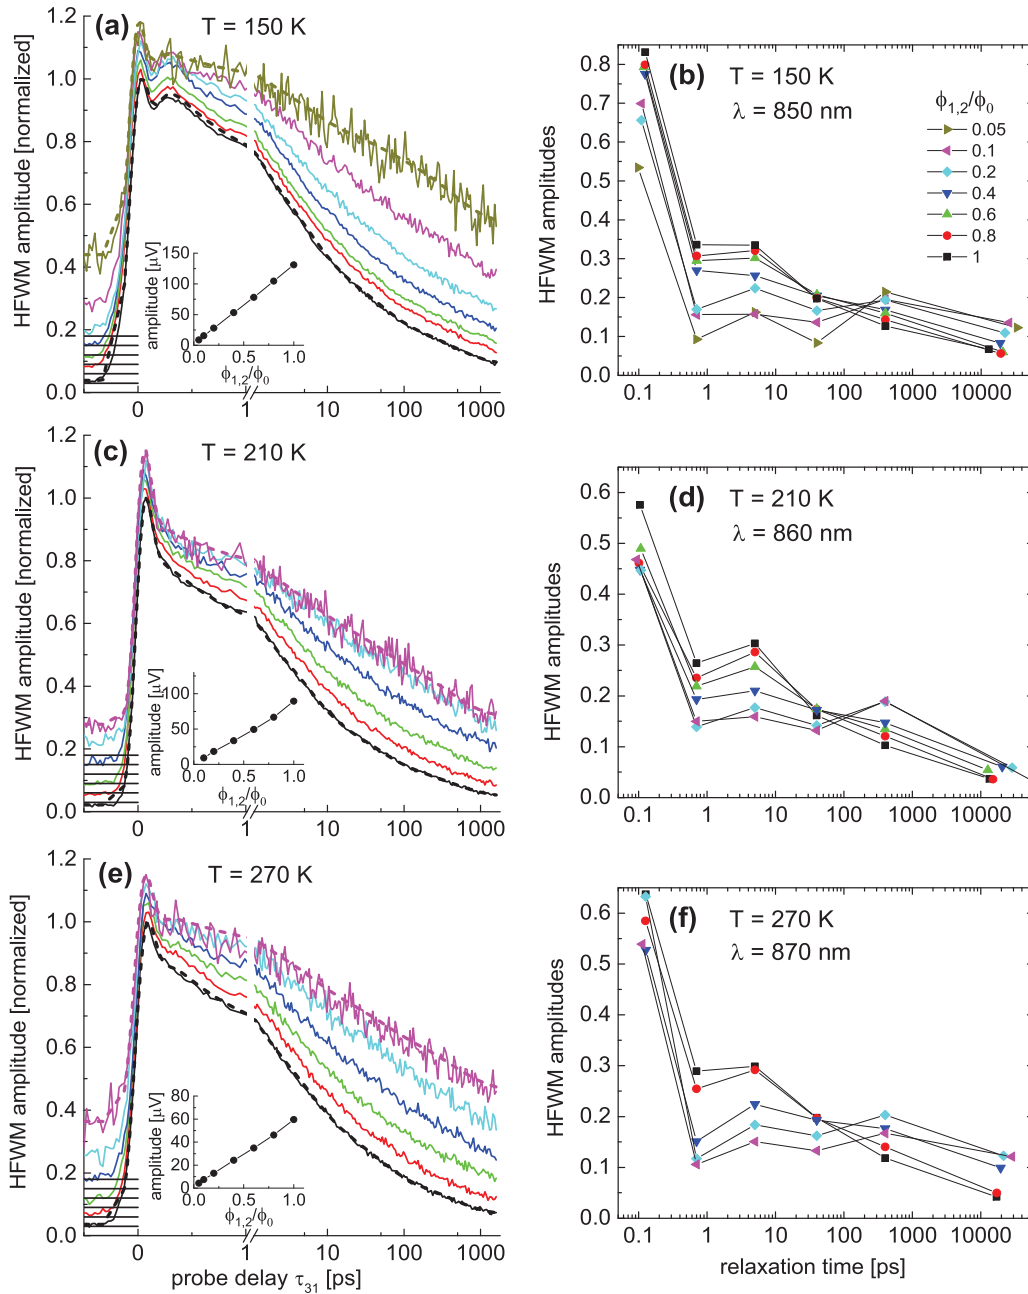 (a) T = 150 K
HFWM amplitude [normalized]
1.2
1.0
0.8
0.6
0.4
0.2
0.0
0 1 10 100 1000
amplitude [µV]
150
100
50
0
0.0 0.5 1.0
ϕ1,2/ϕ0
(b) T = 150 K
λ = 850 nm
HFWM amplitudes
0.8
0.7
0.6
0.5
0.4
0.3
0.2
0.1
0.0
0.1 1 10 100 1000 10000
ϕ1,2/ϕ0
0.05
0.1
0.2
0.4
0.6
0.8
1
(c) T = 210 K
HFWM amplitude [normalized]
1.2
1.0
0.8
0.6
0.4
0.2
0.0
0 1 10 100 1000
amplitude [µV]
100
50
0
0.0 0.5 1.0
ϕ1,2/ϕ0
(d) T = 210 K
λ = 860 nm
HFWM amplitudes
0.6
0.5
0.4
0.3
0.2
0.1
0.0
0.1 1 10 100 1000 10000
(e) T = 270 K
HFWM amplitude [normalized]
1.2
1.0
0.8
0.6
0.4
0.2
0.0
0 1 10 100 1000
probe delay τ31 [ps]
amplitude [µV]
80
60
40
20
0
0.0 0.5 1.0
ϕ1,2/ϕ0
(f) T = 270 K
λ = 870 nm
HFWM amplitudes
0.6
0.5
0.4
0.3
0.2
0.1
0.0
0.1 1 10 100 1000 10000
relaxation time [ps]